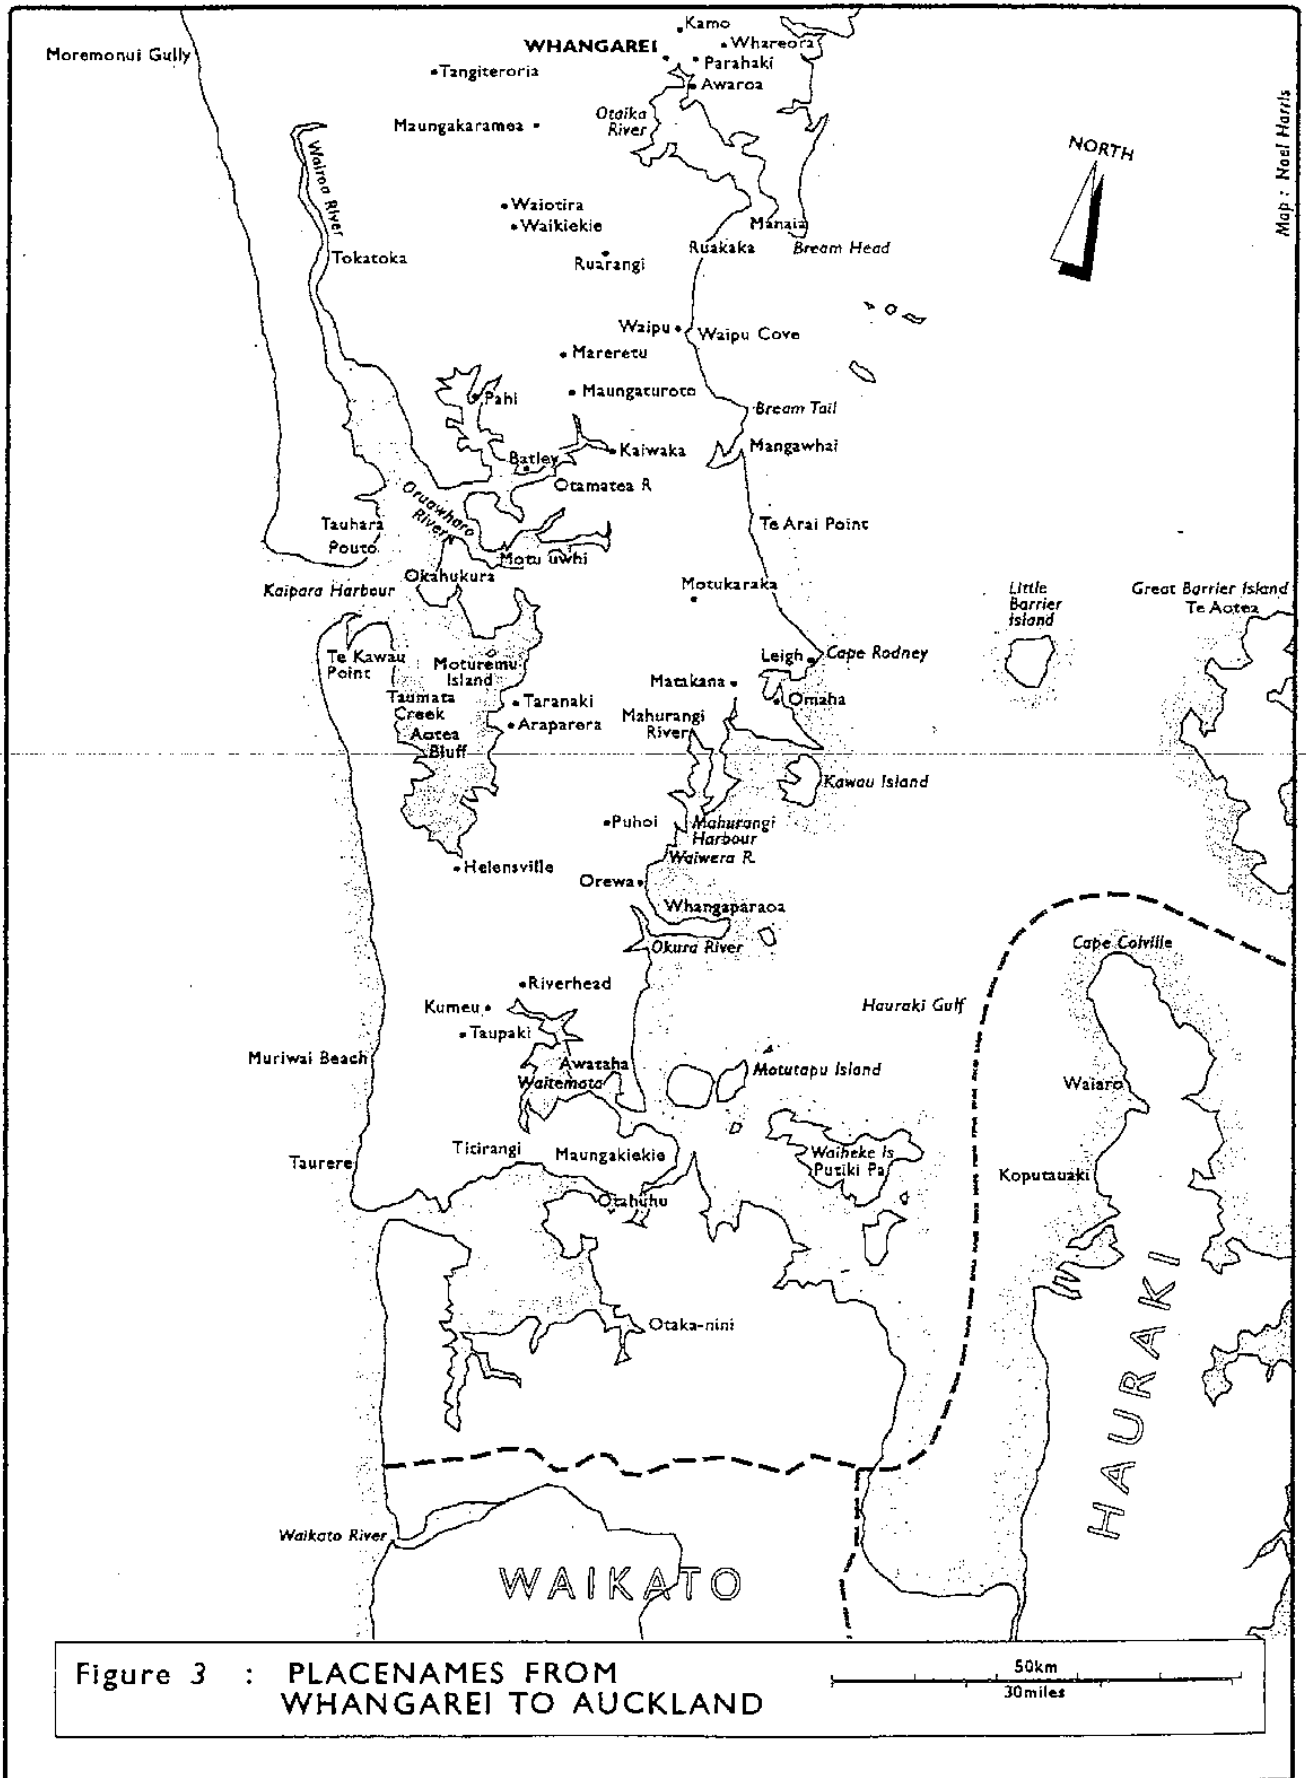 Kamo
WHANGAREI
Whareora
Moremonui Gully
Parahaki
Tangiteroria
Awaroa
Otaika
River
Maungakaramea
Map : Noel Harris
NORTH
Wairoa River
Waiotira
Waikiekie
Manaia
Ruakaka
Bream Head
Tokatoka
Ruarangi
Waipu
Waipu Cove
Mareretu
Maungaturoto
Pahi
Bream Tail
Kaiwaka
Mangawhai
Batley
Otamatea R
Oruawharo
River
Tauhara
Te Arai Point
Pouto
Motu uwhi
Okahukura
Motukaraka
Kaipara Harbour
Little
Barrier
Island
Great Barrier Island
Te Aotea
Te Kawau
Point
Moturemu
Island
Leigh
Cape Rodney
Matakana
Taumata
Creek
Taranaki
Omaha
Araparera
Mahurangi
River
Aotea
Bluff
Kawau Island
Puhoi
Mahurangi
Harbour
Waiwera R.
Helensville
Orewa
Whangaparaoa
Okura River
Cape Colville
Riverhead
Kumeu
Hauraki Gulf
Taupaki
Muriwai Beach
Awataha
Waitemata
Motutapu Island
Waiaro
Titirangi
Maungakiekie
Waiheke Is
Putiki Pa
Taurere
Koputauaki
Otahuhu
HAURAKI
Otaka-nini
Waikato River
WAIKATO
Figure 3 : PLACENAMES FROM
WHANGAREI TO AUCKLAND
50km
30miles